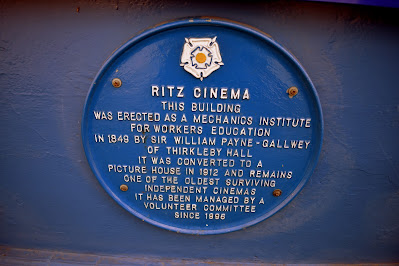 RITZ CINEMA
THIS BUILDING
WAS ERECTED AS A MECHANICS INSTITUTE
FOR WORKERS EDUCATION
IN 1849 BY SIR WILLIAM PAYNE-GALLWEY
OF THIRKLEBY HALL
IT WAS CONVERTED TO A
PICTURE HOUSE IN 1912 AND REMAINS
ONE OF THE OLDEST SURVIVING
INDEPENDENT CINEMAS
IT HAS BEEN MANAGED BY A
VOLUNTEER COMMITTEE
SINCE 1996